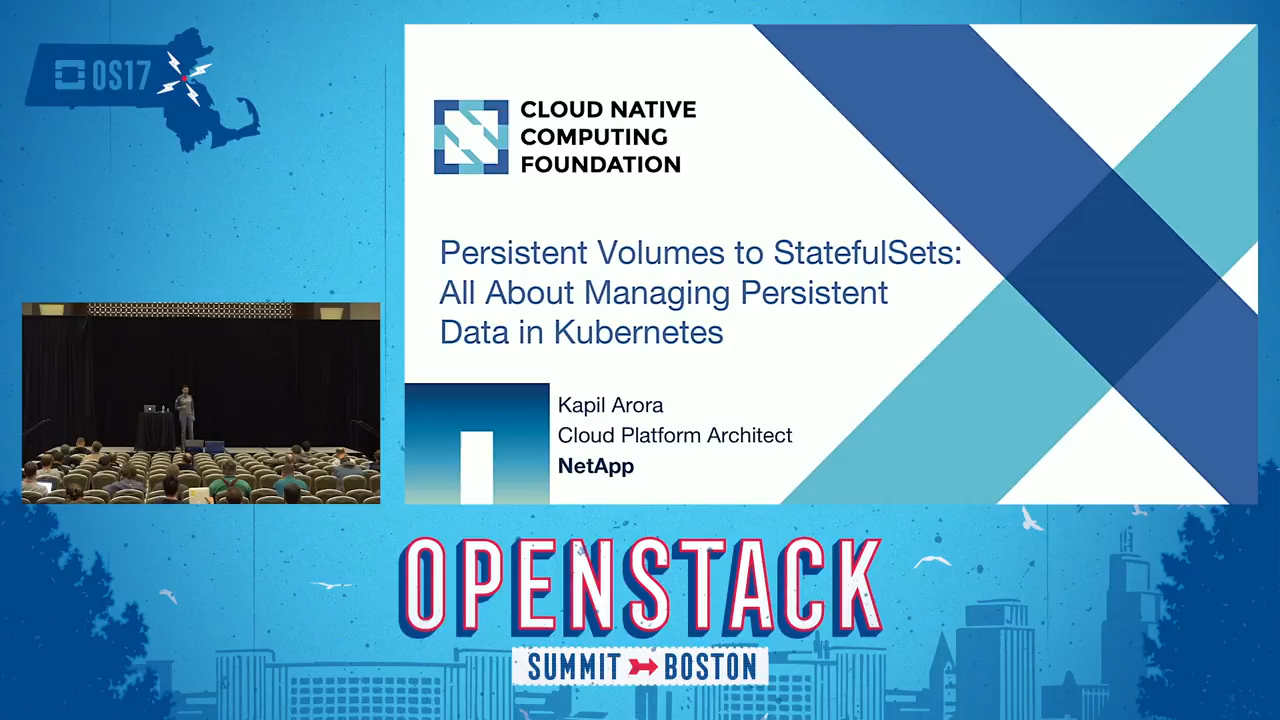 OS17
CLOUD NATIVE
COMPUTING
FOUNDATION
Persistent Volumes to StatefulSets:
All About Managing Persistent
Data in Kubernetes
Kapil Arora
Cloud Platform Architect
NetApp
OPENSTACK
SUMMIT BOSTON